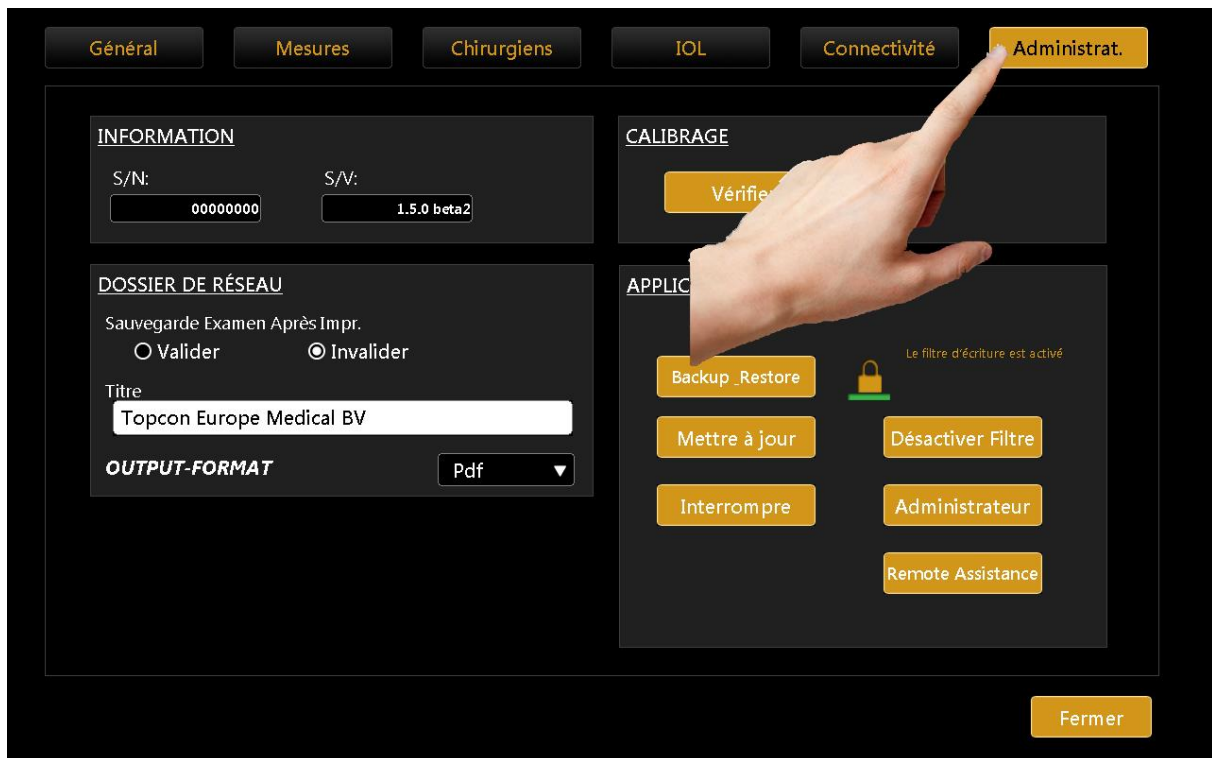 Général
Mesures
Chirurgiens
IOL
Connectivité
Administrat.
INFORMATION
S/N:
S/V:
00000000
1.5.0 beta2
CALIBRAGE
DOSSIER DE RÉSEAU
Sauvegarde Examen Après Impr.
Valider
Invalider
Titre
Topcon Europe Medical BV
OUTPUT-FORMAT
Pdf
Le filtre d'écriture est activé
Backup _Restore
Mettre à jour
Désactiver Filtre
Interrompre
Administrateur
Remote Assistance
Fermer